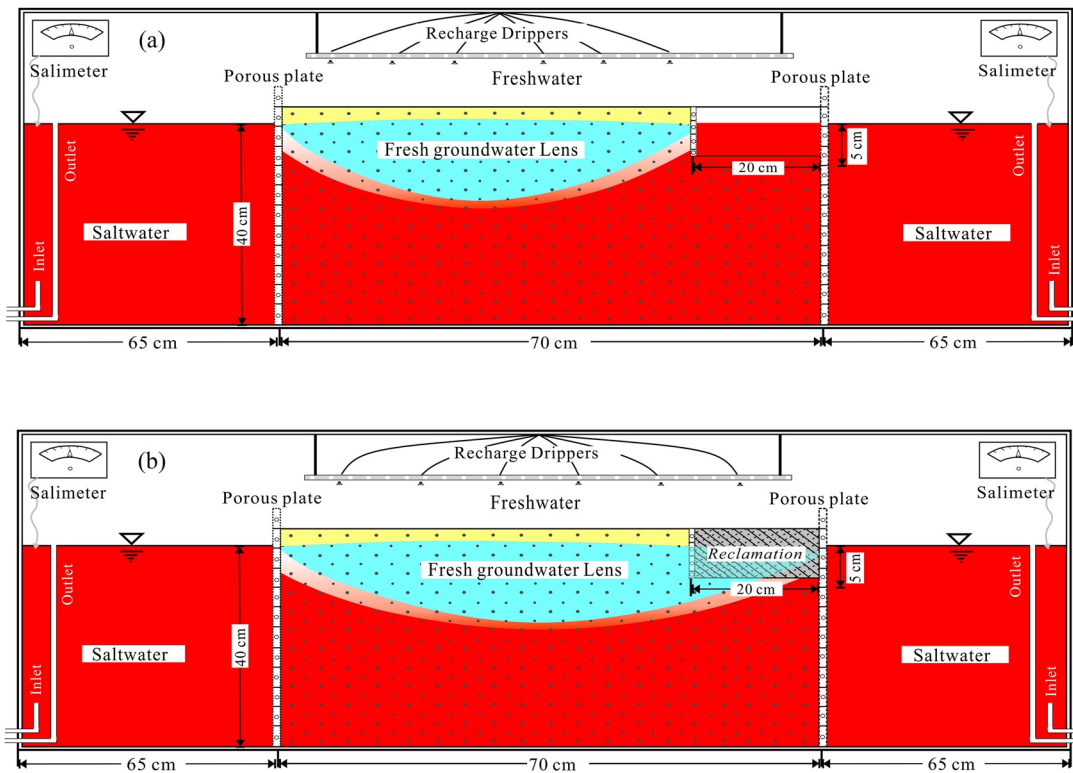 (a)
Recharge Drippers
Salimeter
Salimeter
Porous plate
Freshwater
Porous plate
Fresh groundwater Lens
5 cm
20 cm
Outlet
Outlet
40 cm
Saltwater
Saltwater
Inlet
Inlet
65 cm
70 cm
65 cm
(b)
Recharge Drippers
Salimeter
Salimeter
Porous plate
Freshwater
Porous plate
Reclamation
Fresh groundwater Lens
5 cm
20 cm
Outlet
Outlet
40 cm
Saltwater
Saltwater
Inlet
Inlet
65 cm
70 cm
65 cm